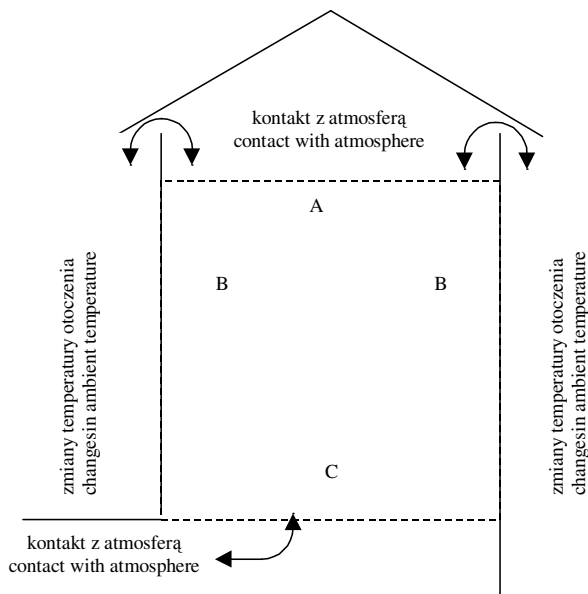 kontakt z atmosferą
contact with atmosphere
A
B
B
zmiany temperatury otoczenia
changesin ambient temperature
zmiany temperatury otoczenia
changesin ambient temperature
C
kontakt z atmosferą
contact with atmosphere